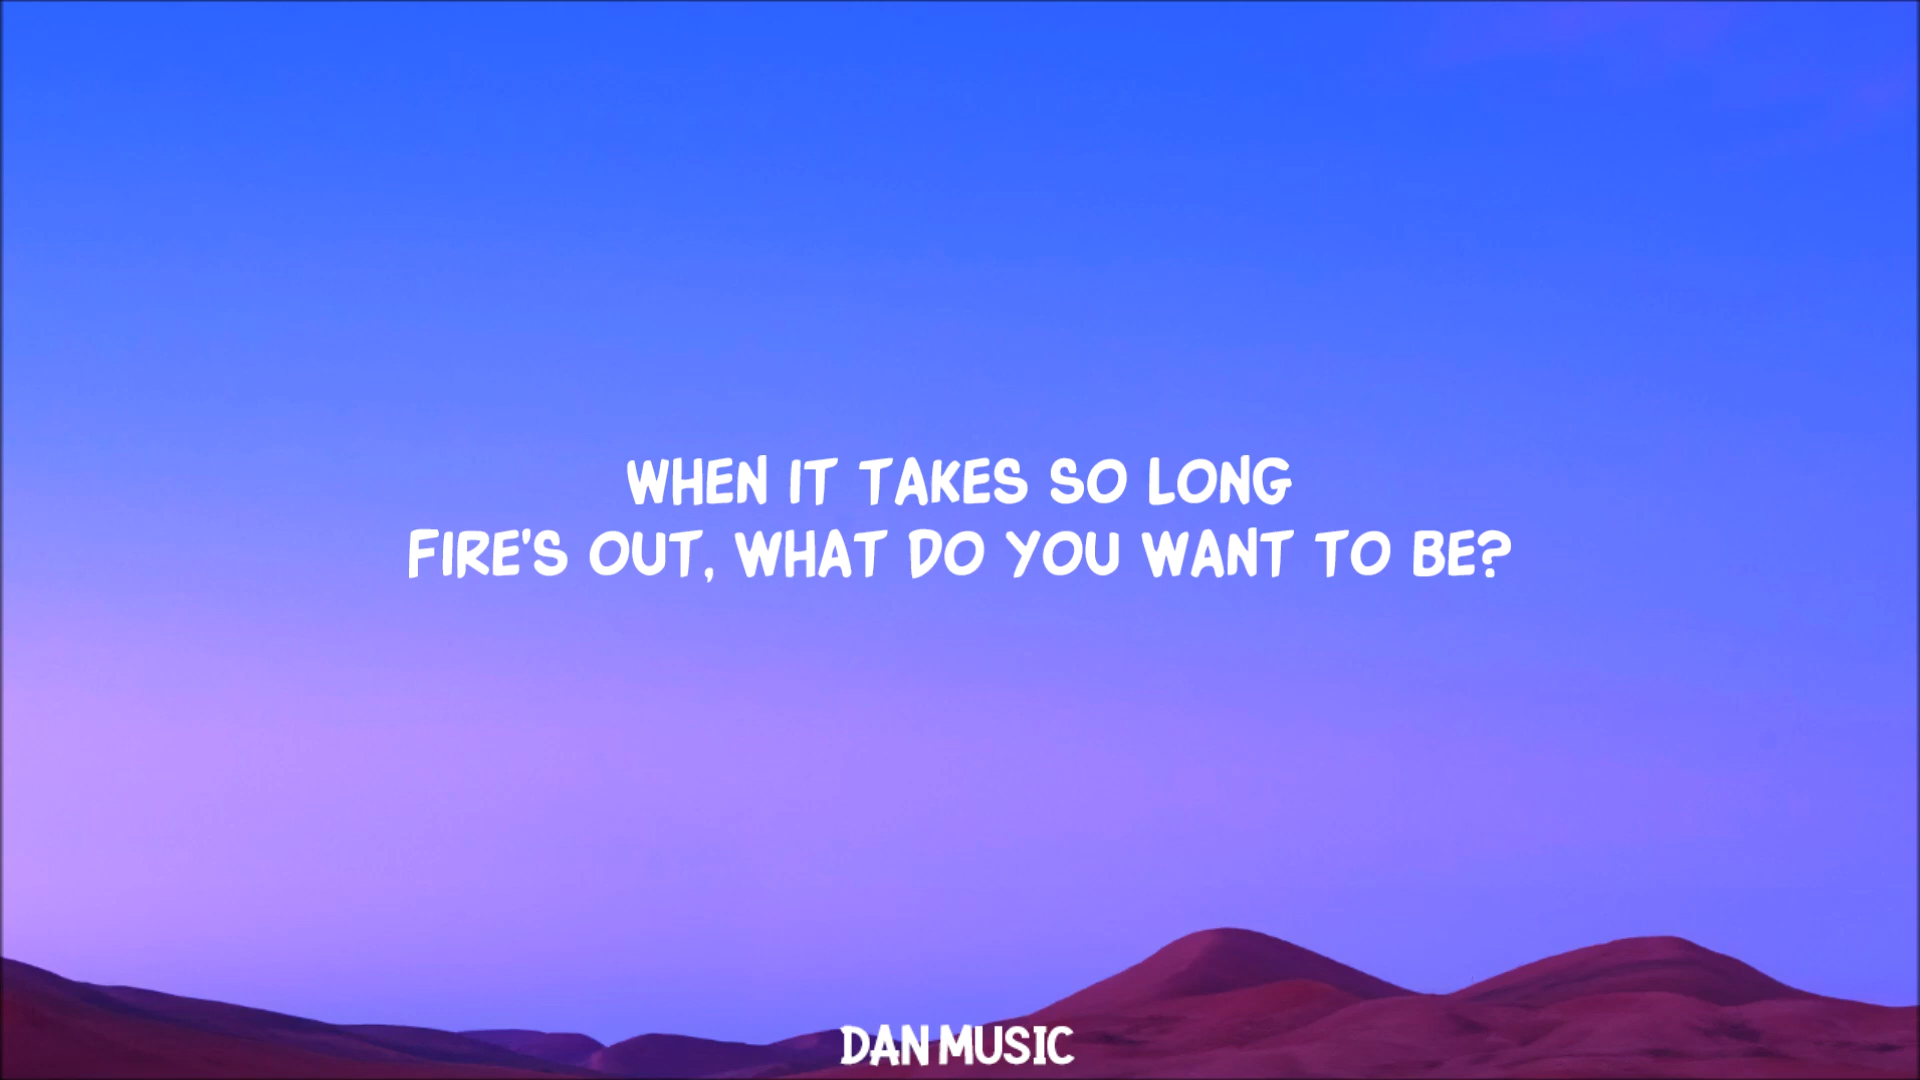 WHEN IT TAKES SO LONG
FIRE'S OUT, WHAT DO YOU WANT TO BE?
DAN MUSIC